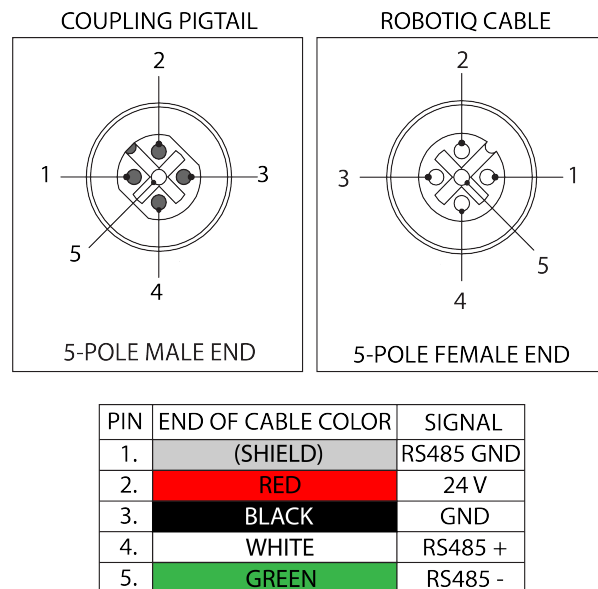 COUPLING PIGTAIL
2
1
3
5
4
5-POLE MALE END
ROBOTIQ CABLE
2
3
1
5
4
5-POLE FEMALE END
PIN END OF CABLE COLOR SIGNAL
1. (SHIELD) RS485 GND
2. RED 24 V
3. BLACK GND
4. WHITE RS485 +
5. GREEN RS485 -